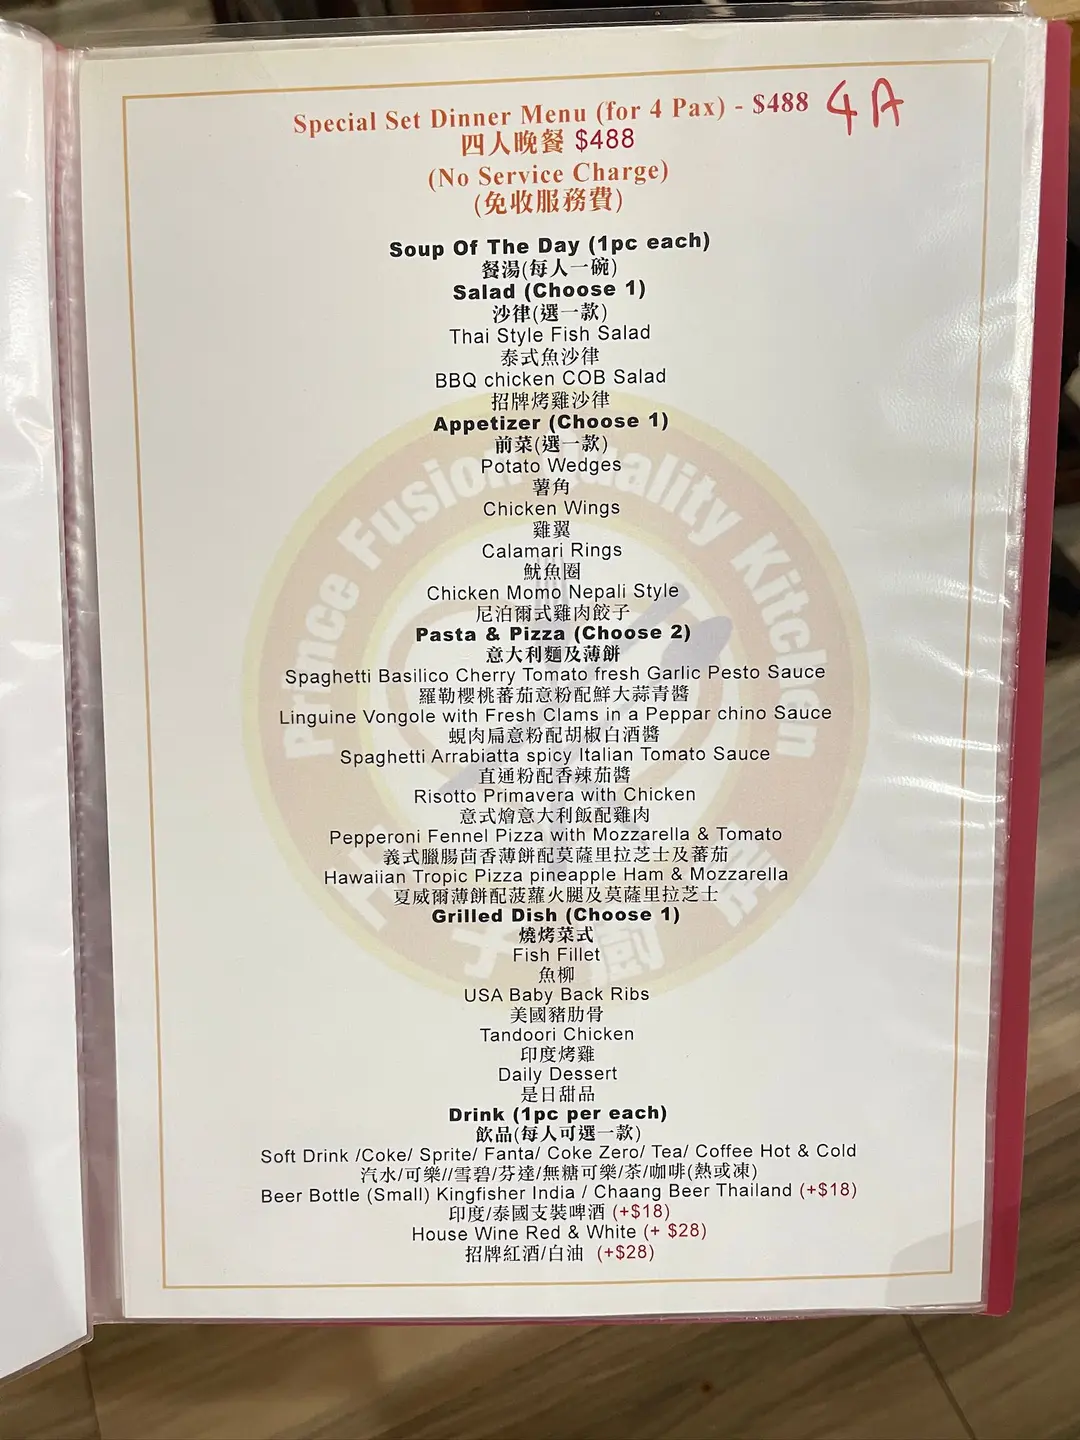 Special Set Dinner Menu (for 4 Pax) - $488 4A
四人晚餐 $488
(No Service Charge)
(免收服務費)
Soup Of The Day (1pc each)
餐湯(每人一碗)
Salad (Choose 1)
沙律(選一款)
Thai Style Fish Salad
泰式魚沙律
BBQ chicken COB Salad
招牌烤雞沙律
Appetizer (Choose 1)
前菜(選一款)
Potato Wedges
薯角
Chicken Wings
雞翼
Calamari Rings
魷魚圈
Chicken Momo Nepali Style
尼泊爾式雞肉餃子
Pasta & Pizza (Choose 2)
意大利麵及薄餅
Spaghetti Basilico Cherry Tomato fresh Garlic Pesto Sauce
羅勒櫻桃蕃茄意粉配鮮大蒜青醬
Linguine Vongole with Fresh Clams in a Peppar chino Sauce
蜆肉扁意粉配胡椒白酒醬
Spaghetti Arrabiatta spicy Italian Tomato Sauce
直通粉配香辣茄醬
Risotto Primavera with Chicken
意式燴意大利飯配雞肉
Pepperoni Fennel Pizza with Mozzarella & Tomato
義式臘腸茴香薄餅配莫薩里拉芝士及蕃茄
Hawaiian Tropic Pizza pineapple Ham & Mozzarella
夏威爾薄餅配菠蘿火腿及莫薩里拉芝士
Grilled Dish (Choose 1)
燒烤菜式
Fish Fillet
魚柳
USA Baby Back Ribs
美國豬肋骨
Tandoori Chicken
印度烤雞
Daily Dessert
是日甜品
Drink (1pc per each)
飲品(每人可選一款)
Soft Drink /Coke/ Sprite/ Fanta/ Coke Zero/ Tea/ Coffee Hot & Cold
汽水/可樂//雪碧/芬達/無糖可樂/茶/咖啡(熱或凍)
Beer Bottle (Small) Kingfisher India / Chaang Beer Thailand (+$18)
印度/泰國支裝啤酒 (+$18)
House Wine Red & White (+ $28)
招牌紅酒/白油 (+$28)
Prince Fusion Quality Kitchen